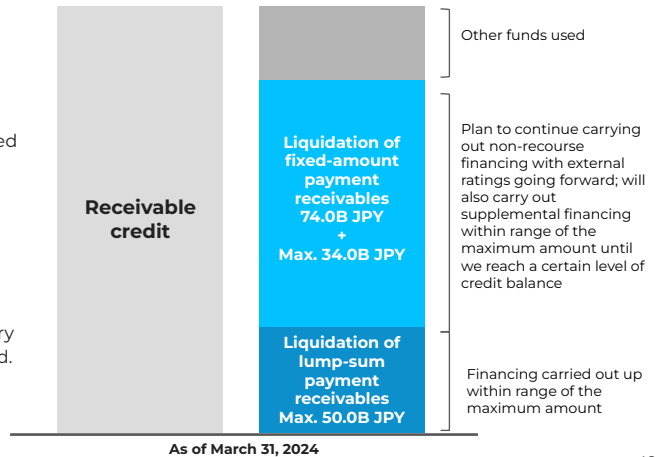 Other funds used
ed
Liquidation of
fixed-amount
payment
receivables
74.0B JPY
+
Max. 34.0B JPY
Plan to continue carrying
out non-recourse
financing with external
ratings going forward; will
also carry out
supplemental financing
within range of the
maximum amount until
we reach a certain level of
credit balance
Receivable
credit
ry
d.
Liquidation of
lump-sum
payment
receivables
Max. 50.0B JPY
Financing carried out up
within range of the
maximum amount
As of March 31, 2024